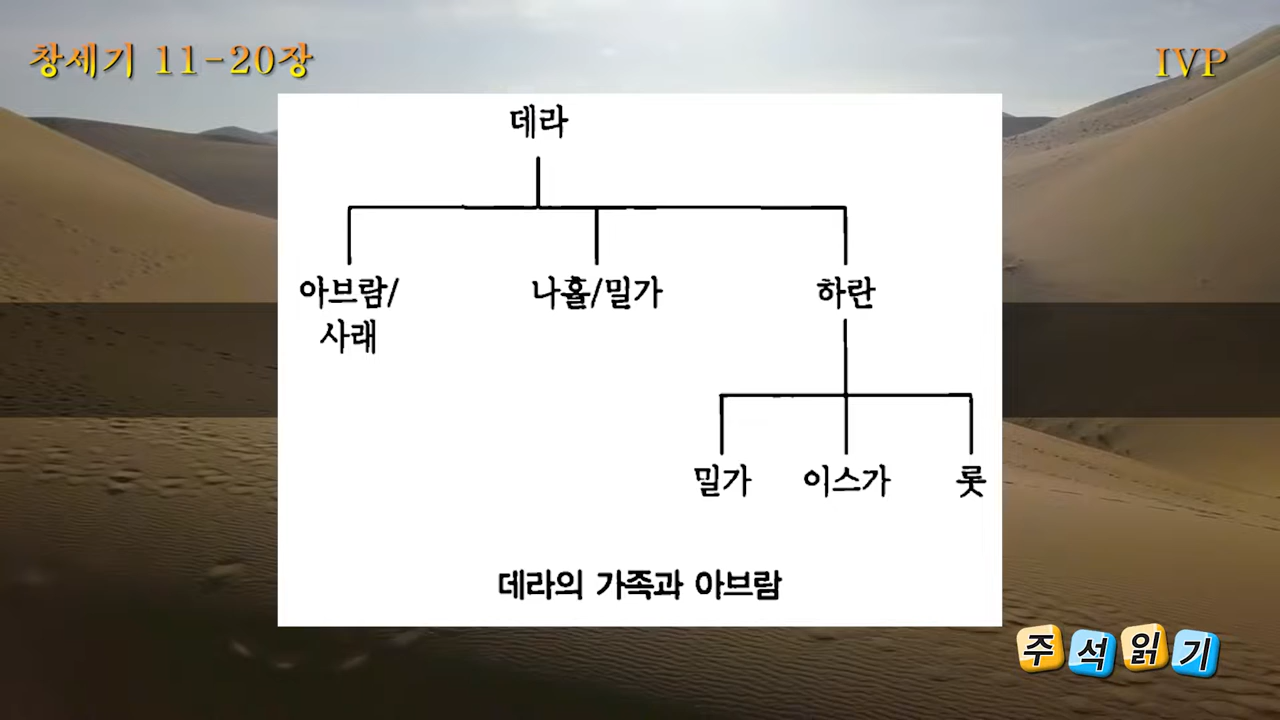 창세기 11-20장
IVP
데라
아브람/
사래
나홀/밀가
하란
밀가
이스가
롯
데라의 가족과 아브람
주석읽기